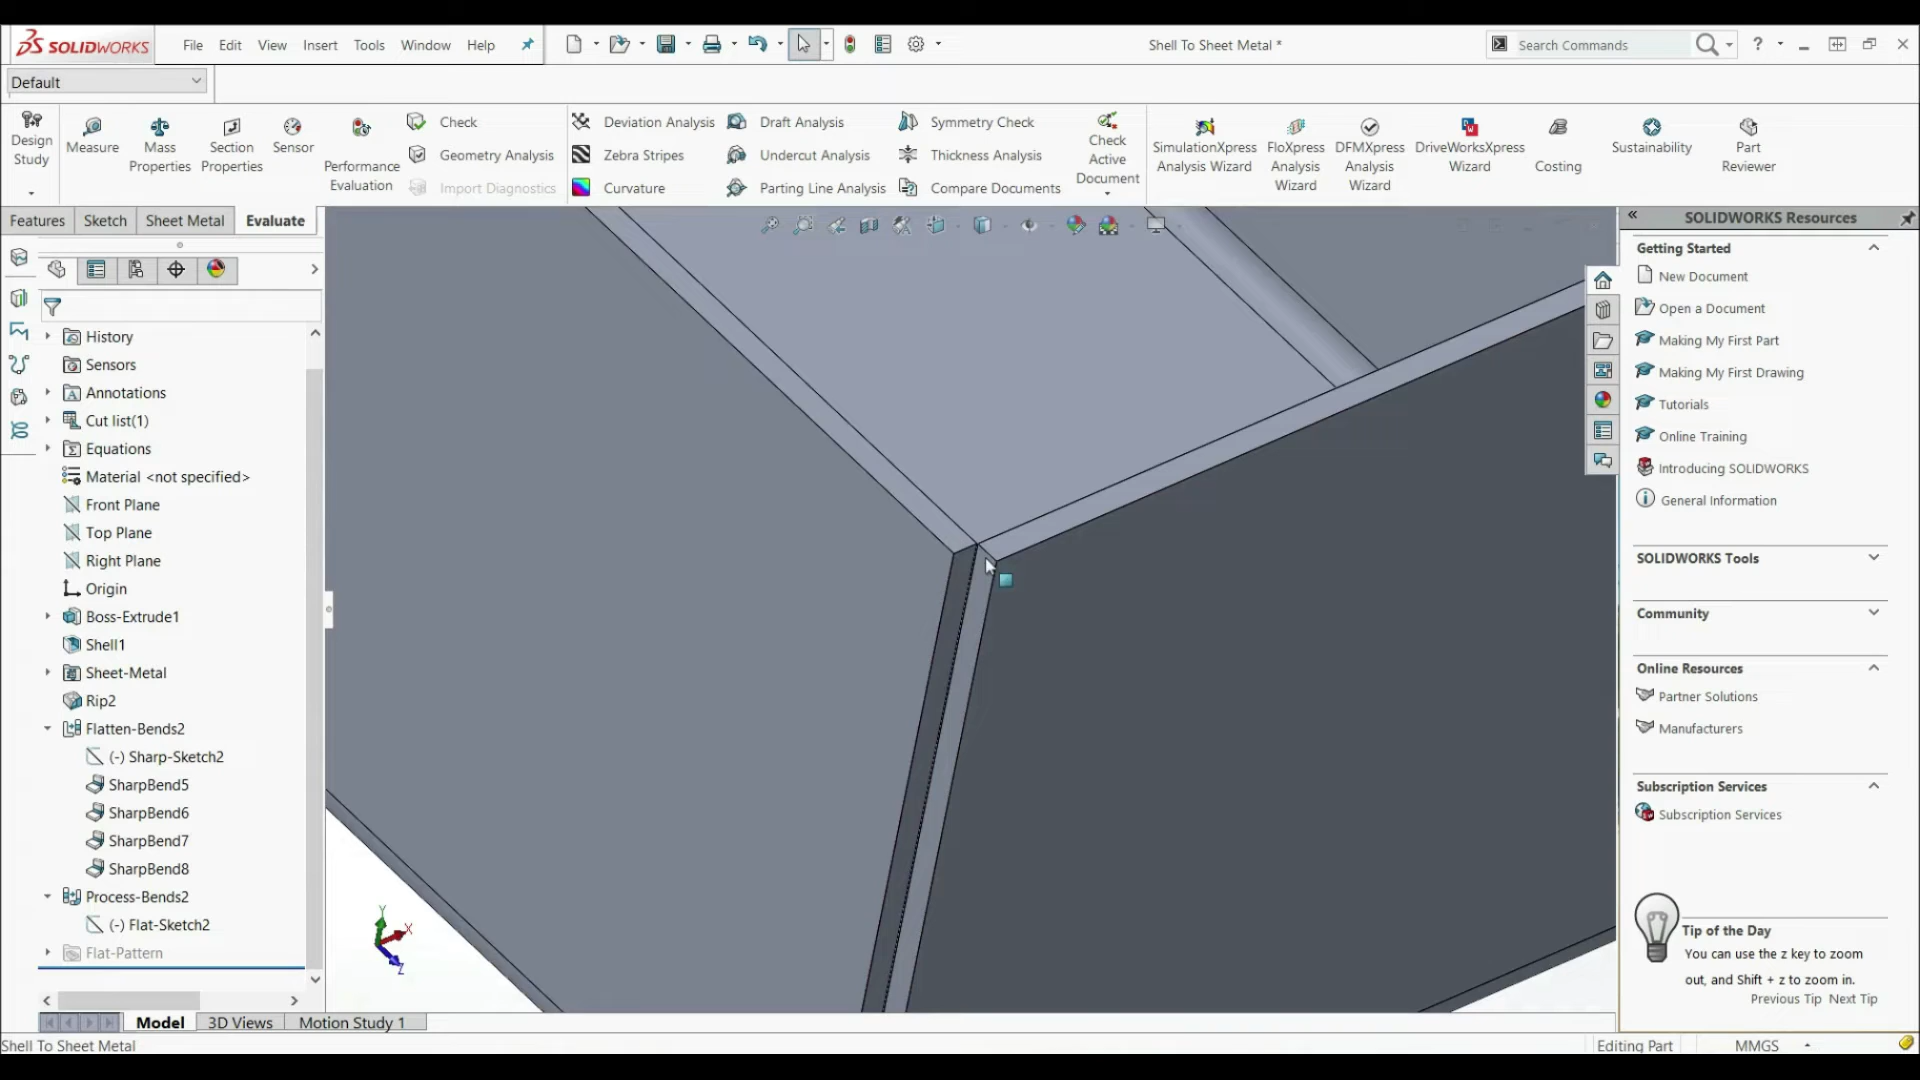 SOLIDWORKS
File Edit View Insert Tools Window Help
Shell To Sheet Metal *
Search Commands
?
Default
Design Study
Measure
Mass Properties
Section Properties
Sensor
Performance Evaluation
Check
Geometry Analysis
Import Diagnostics
Deviation Analysis
Zebra Stripes
Curvature
Draft Analysis
Undercut Analysis
Parting Line Analysis
Symmetry Check
Thickness Analysis
Compare Documents
Check Active Document
SimulationXpress Analysis Wizard
FloXpress Analysis Wizard
DFMXpress Analysis Wizard
DriveWorksXpress Wizard
Costing
Sustainability
Part Reviewer
Features Sketch Sheet Metal Evaluate
History
Sensors
Annotations
Cut list(1)
Equations
Material <not specified>
Front Plane
Top Plane
Right Plane
Origin
Boss-Extrude1
Shell1
Sheet-Metal
Rip2
Flatten-Bends2
(-) Sharp-Sketch2
SharpBend5
SharpBend6
SharpBend7
SharpBend8
Process-Bends2
(-) Flat-Sketch2
Flat-Pattern
Y
X
Z
SOLIDWORKS Resources
Getting Started
New Document
Open a Document
Making My First Part
Making My First Drawing
Tutorials
Online Training
Introducing SOLIDWORKS
General Information
SOLIDWORKS Tools
Community
Online Resources
Partner Solutions
Manufacturers
Subscription Services
Subscription Services
Tip of the Day
You can use the z key to zoom
out, and Shift + z to zoom in.
Previous Tip Next Tip
Model 3D Views Motion Study 1
Shell To Sheet Metal
Editing Part
MMGS